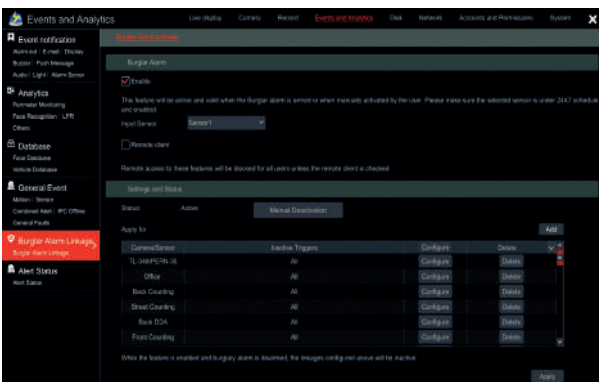 Events and Analytics
Live display Camera Record Events and Analytics Disk Network Accounts and Permissions System
Event notification
Alarm out E-mail Display
Buzzer Push Message
Audio Light Alarm Server
Analytics
Perimeter Monitoring
Face Recognition LPR
Others
Database
Face Database
Vehicle Database
General Event
Motion Sensor
Combined Alert IPC Offline
General Faults
Burglar Alarm Linkage
Burglar Alarm Linkage
Alert Status
Alert Status
Burglar Alarm Linkage
Burglar Alarm
Enable
This feature will be active and valid when the Burglar alarm is armed or when manually activated by the user. Please make sure the selected sensor is under 24X7 schedule
and enabled
Input Sensor Sensor1
Remote client
Remote access to these features will be blocked for all users unless the remote client is checked
Settings and Status
Status Active Manual Deactivation
Apply for Add
Camera/Sensor Inactive Triggers Configure Delete
All Configure Delete
Office All Configure Delete
Back Counting All Configure Delete
Street Counting All Configure Delete
Back DDA All Configure Delete
Front Counting All Configure Delete
When the feature is enabled and burglary alarm is disarmed, the linkages configured above will be inactive
Apply